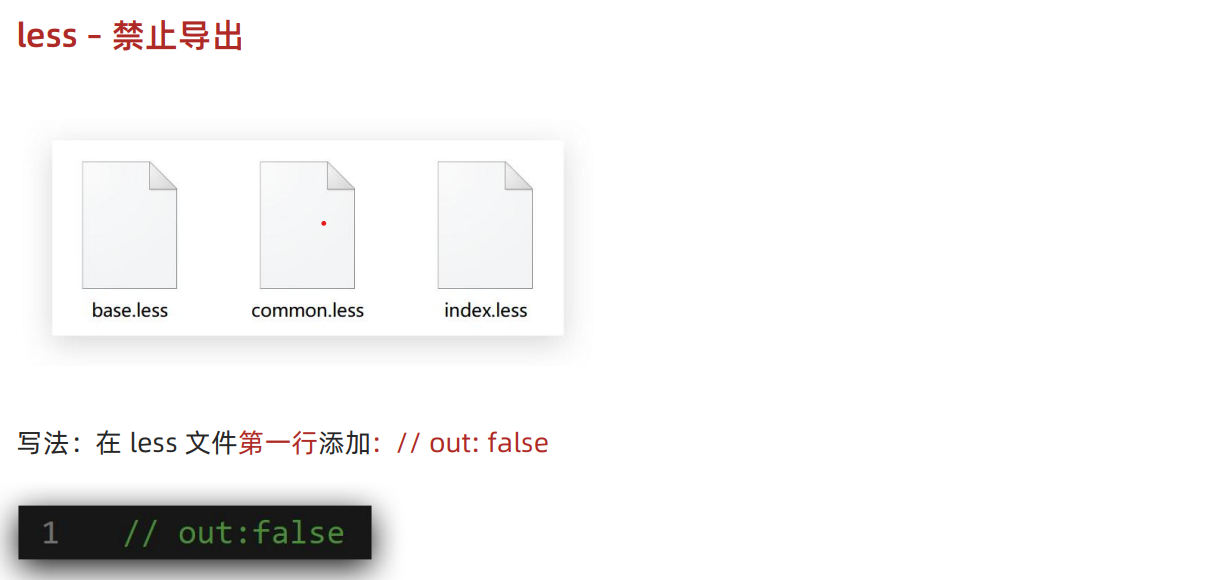 less – 禁止导出
base.less common.less index.less
写法：在 less 文件第一行添加：// out: false
1 // out:false